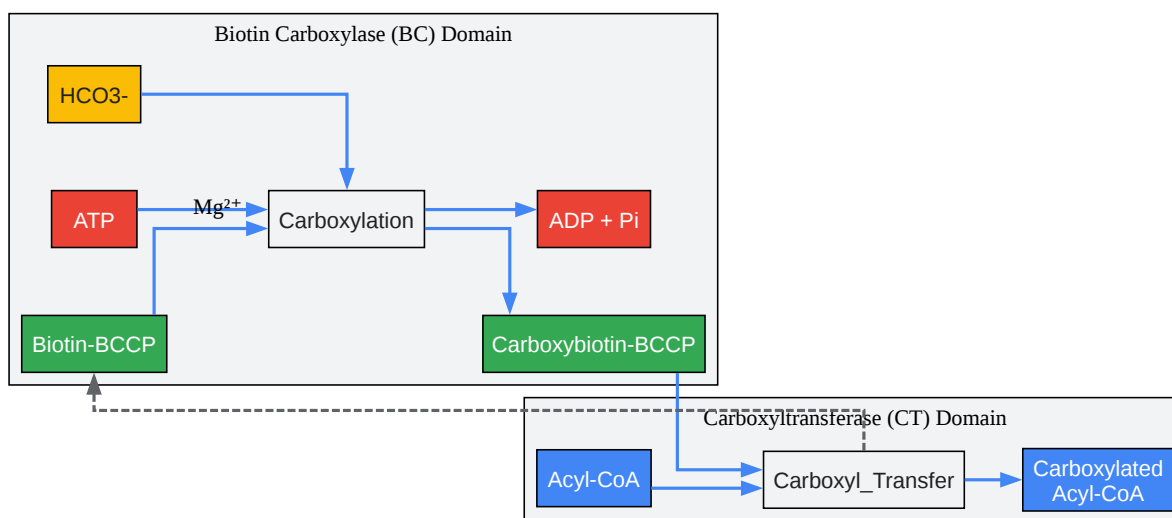 Biotin Carboxylase (BC) Domain
HCO3-
ATP
Mg²⁺
Carboxylation
ADP + Pi
Biotin-BCCP
Carboxybiotin-BCCP
Carboxyltransferase (CT) Domain
Acyl-CoA
Carboxyl_Transfer
Carboxylated
Acyl-CoA